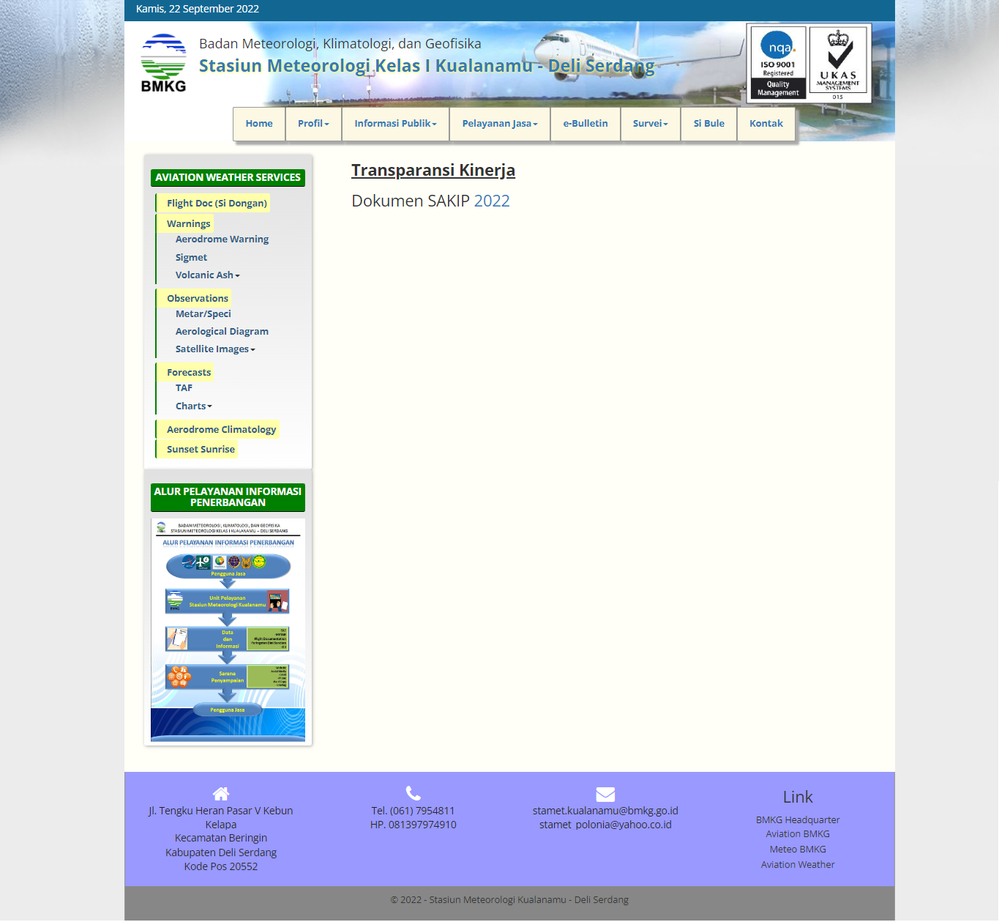 Kamis, 22 September 2022
Badan Meteorologi, Klimatologi, dan Geofisika
Stasiun Meteorologi Kelas I Kualanamu - Deli Serdang
BMKG
nqa.
ISO 9001
Registered
Quality
Management
UKAS
MANAGEMENT
SYSTEMS
015
Home
Profil
Informasi Publik
Pelayanan Jasa
e-Bulletin
Survei
Si Bule
Kontak
AVIATION WEATHER SERVICES
Flight Doc (Si Dongan)
Warnings
Aerodrome Warning
Sigmet
Volcanic Ash
Observations
Metar/Speci
Aerological Diagram
Satellite Images
Forecasts
TAF
Charts
Aerodrome Climatology
Sunset Sunrise
Transparansi Kinerja
Dokumen SAKIP 2022
ALUR PELAYANAN INFORMASI
PENERBANGAN
BADAN METEOROLOGI, KLIMATOLOGI, DAN GEOFISIKA
STASIUN METEOROLOGI KELAS I KUALANAMU – DELI SERDANG
ALUR PELAYANAN INFORMASI PENERBANGAN
Pengguna Jasa
BMKG
Unit Pelayanan
Stasiun Meteorologi Kualanamu
Data
dan
Informasi
Sarana
Penyampaian
Pengguna Jasa
Jl. Tengku Heran Pasar V Kebun
Kelapa
Kecamatan Beringin
Kabupaten Deli Serdang
Kode Pos 20552
Tel. (061) 7954811
HP. 081397974910
stamet.kualanamu@bmkg.go.id
stamet_polonia@yahoo.co.id
Link
BMKG Headquarter
Aviation BMKG
Meteo BMKG
Aviation Weather
© 2022 - Stasiun Meteorologi Kualanamu - Deli Serdang